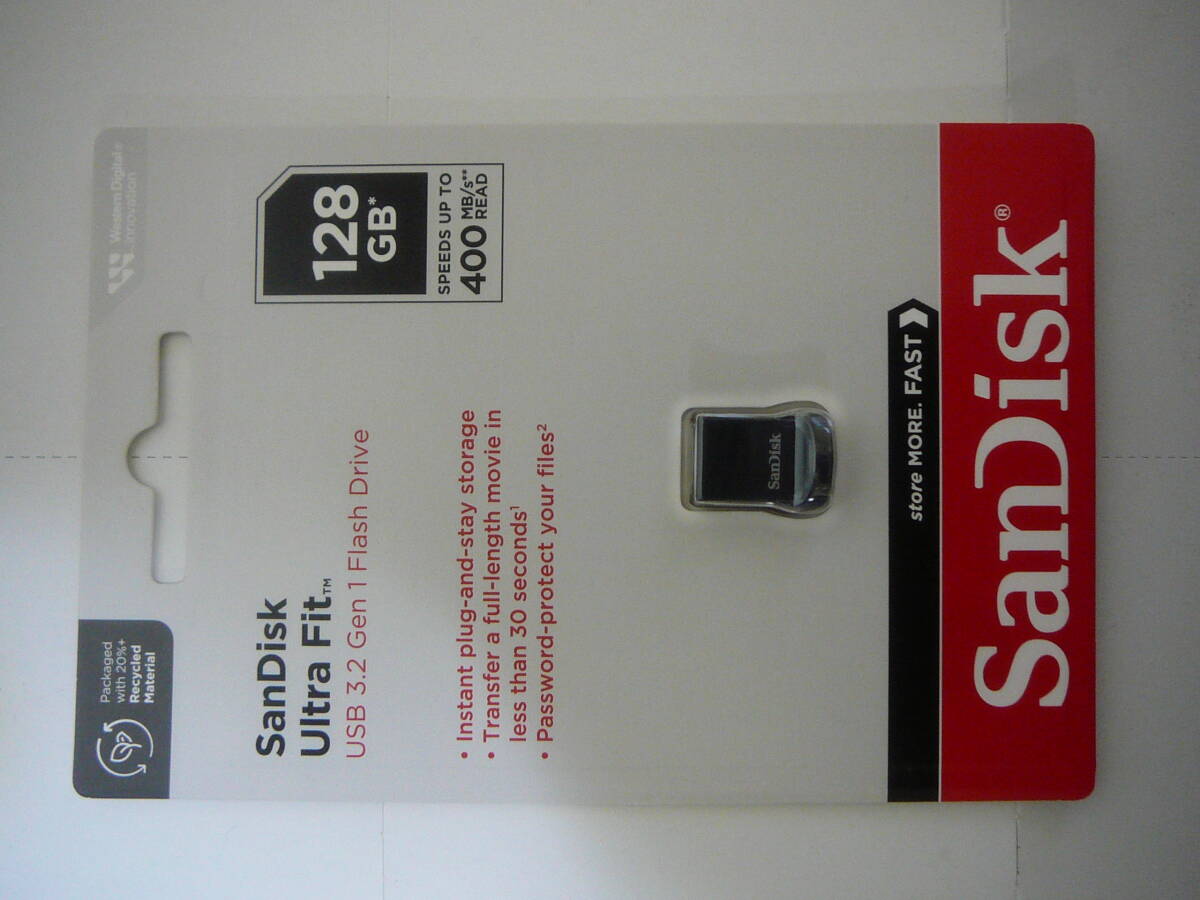 Packaged
with 20%+
Recycled
Material
Western Digital®
innovation
SanDisk
Ultra Fit™
USB 3.2 Gen 1 Flash Drive
128
GB*
SPEEDS UP TO
400 MB/s**
READ
• Instant plug-and-stay storage
• Transfer a full-length movie in
less than 30 seconds¹
• Password-protect your files²
SanDisk
store MORE. FAST
SanDisk®